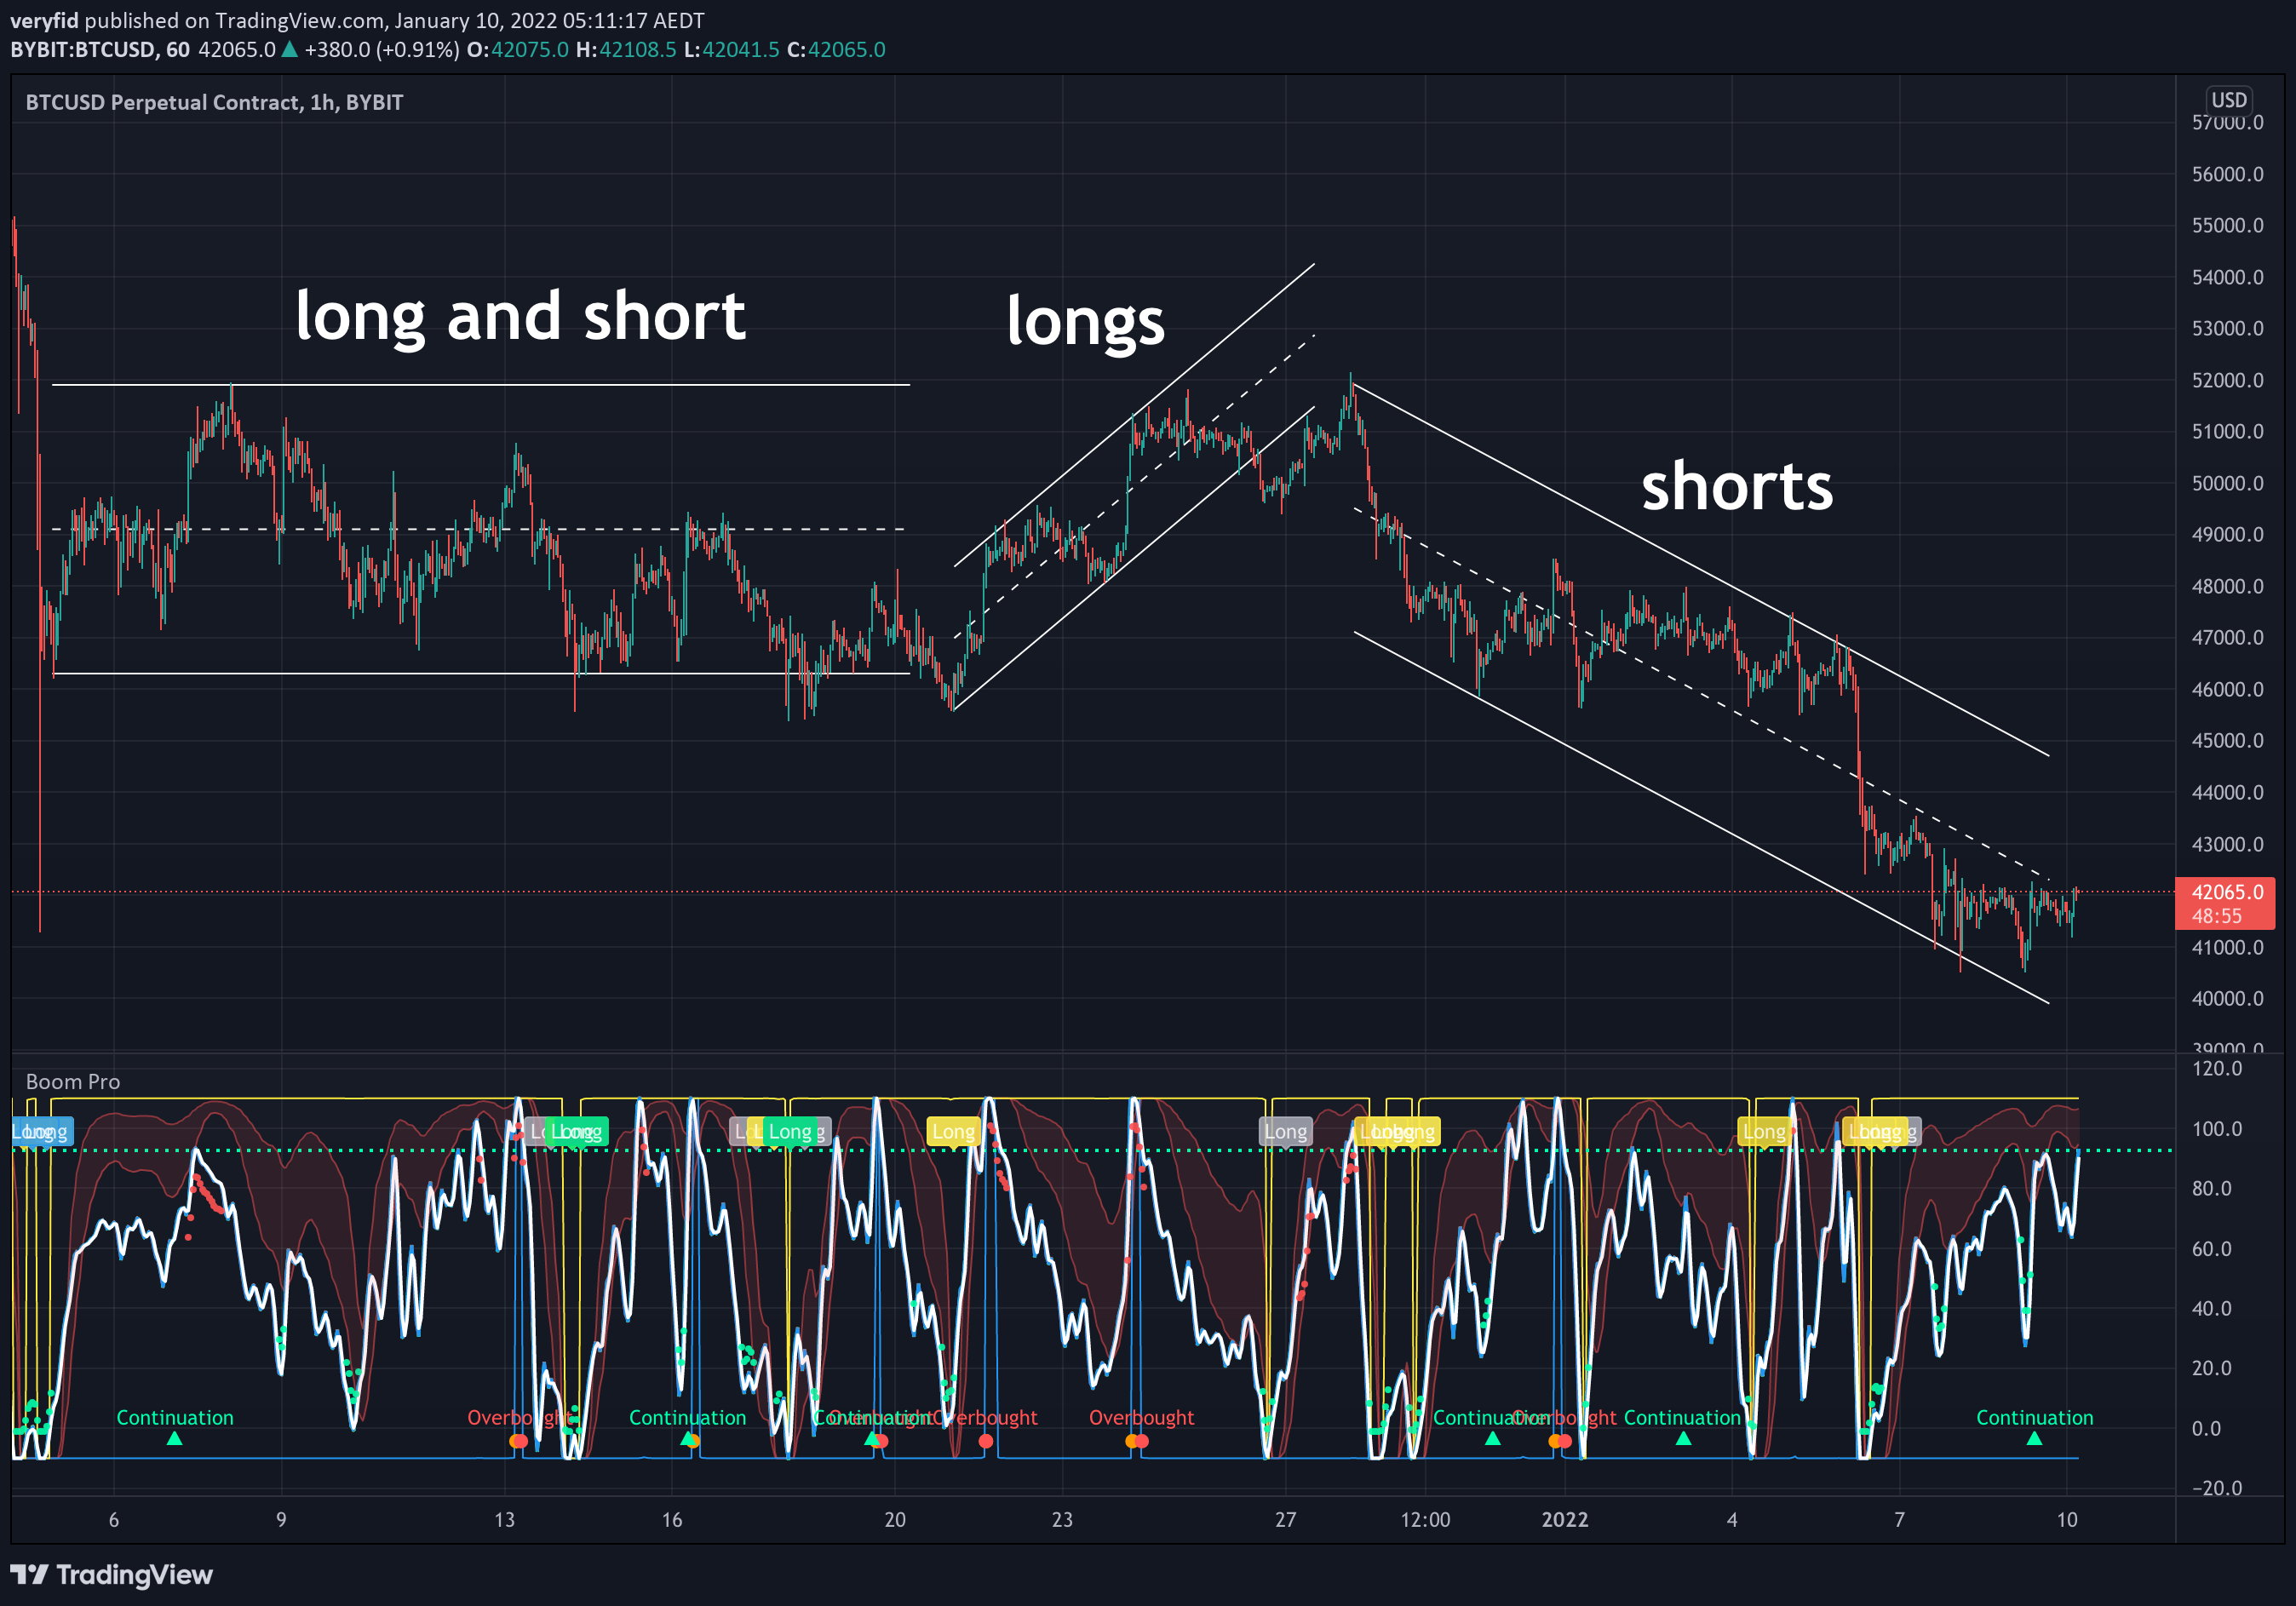 veryfid published on TradingView.com, January 10, 2022 05:11:17 AEDT
BYBIT:BTCUSD, 60 42065.0 ▲ +380.0 (+0.91%) O:42075.0 H:42108.5 L:42041.5 C:42065.0
BTCUSD Perpetual Contract, 1h, BYBIT
USD
57000.0
56000.0
55000.0
54000.0
53000.0
52000.0
51000.0
50000.0
49000.0
48000.0
47000.0
46000.0
45000.0
44000.0
43000.0
42065.0
48:55
41000.0
40000.0
39000.0
long and short
longs
shorts
Boom Pro
120.0
100.0
80.0
60.0
40.0
20.0
0.0
−20.0
Long Long Long Long Long Long Long Long Long
Continuation Overbought Continuation Continuation Overbought Overbought Overbought Continuation Overbought Continuation Continuation
6 9 13 16 20 23 27 12:00 2022 4 7 10
TradingView